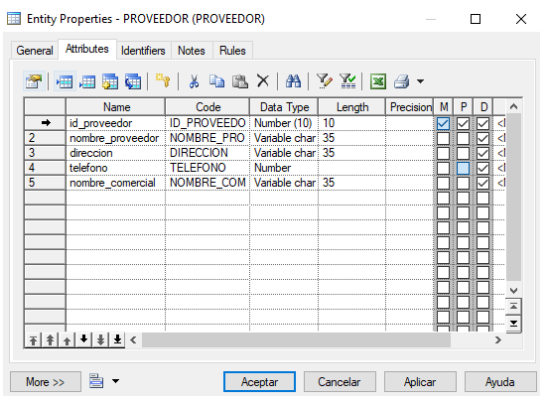 Entity Properties - PROVEEDOR (PROVEEDOR)
General Attributes Identifiers Notes Rules
Name Code Data Type Length Precision M P D
id_proveedor ID_PROVEEDO Number (10) 10
2 nombre_proveedor NOMBRE_PRO Variable char 35
3 direccion DIRECCION Variable char 35
4 telefono TELEFONO Number
5 nombre_comercial NOMBRE_COM Variable char 35
More >> Aceptar Cancelar Aplicar Ayuda